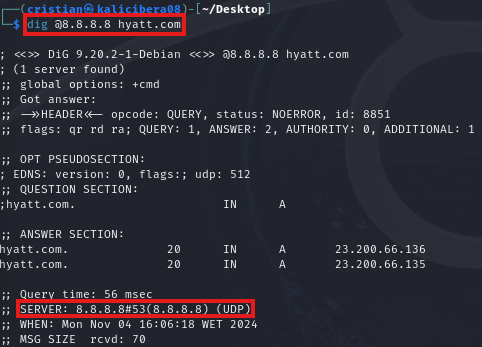 (cristian㉿kalicibera08)-[~/Desktop]
$ dig @8.8.8.8 hyatt.com
; <<>> DiG 9.20.2-1-Debian <<>> @8.8.8.8 hyatt.com
; (1 server found)
;; global options: +cmd
;; Got answer:
;; ->>HEADER<<- opcode: QUERY, status: NOERROR, id: 8851
;; flags: qr rd ra; QUERY: 1, ANSWER: 2, AUTHORITY: 0, ADDITIONAL: 1
;; OPT PSEUDOSECTION:
; EDNS: version: 0, flags:; udp: 512
;; QUESTION SECTION:
;hyatt.com. IN A
;; ANSWER SECTION:
hyatt.com. 20 IN A 23.200.66.136
hyatt.com. 20 IN A 23.200.66.135
;; Query time: 56 msec
;; SERVER: 8.8.8.8#53(8.8.8.8) (UDP)
;; WHEN: Mon Nov 04 16:06:18 WET 2024
;; MSG SIZE rcvd: 70